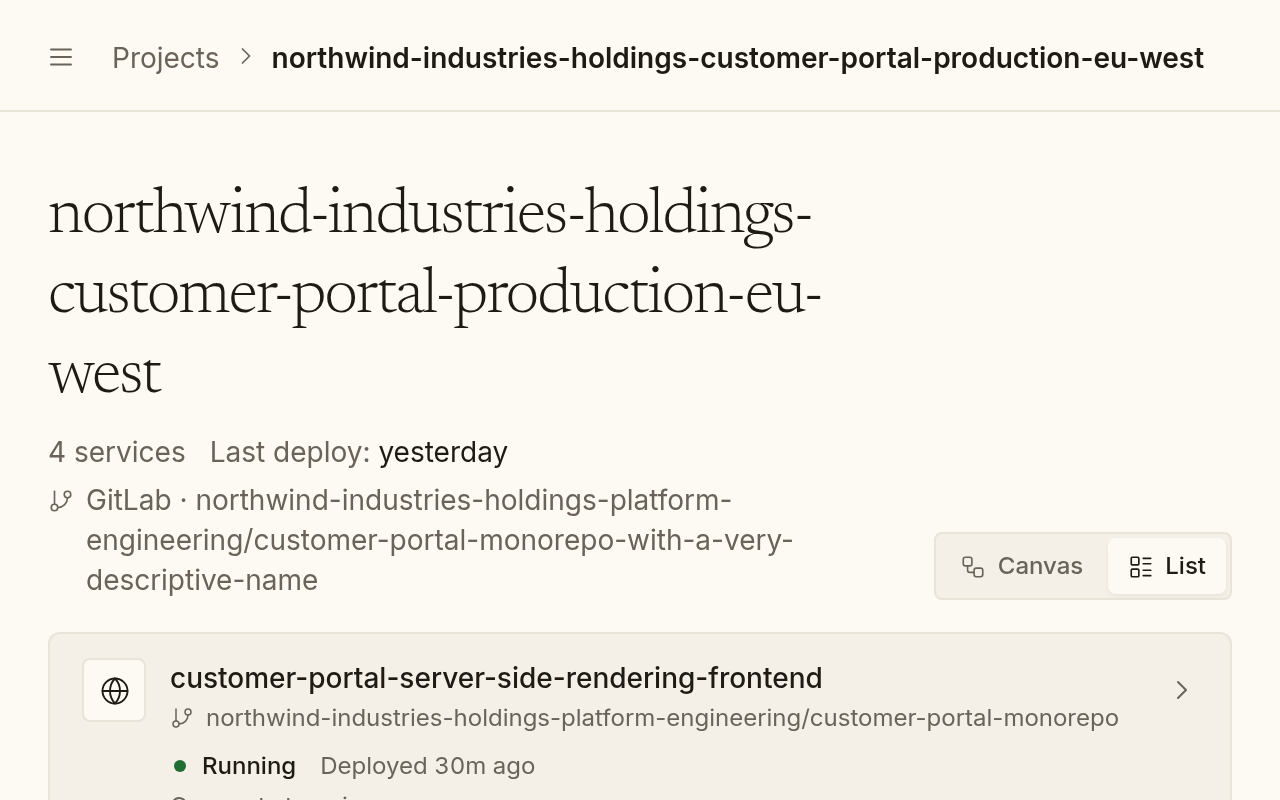 Projects > northwind-industries-holdings-customer-portal-production-eu-west
northwind-industries-holdings-
customer-portal-production-eu-
west
4 services Last deploy: yesterday
GitLab · northwind-industries-holdings-platform-
engineering/customer-portal-monorepo-with-a-very-
descriptive-name
Canvas List
customer-portal-server-side-rendering-frontend
northwind-industries-holdings-platform-engineering/customer-portal-monorepo
Running Deployed 30m ago